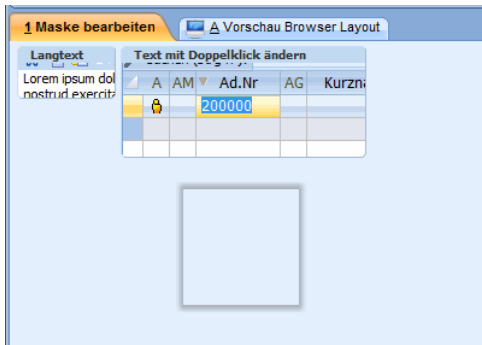 1 Maske bearbeiten
A Vorschau Browser Layout
Langtext
Text mit Doppelklick ändern
Lorem ipsum dol
nostrud exercita
A AM Ad.Nr AG Kurzna
200000